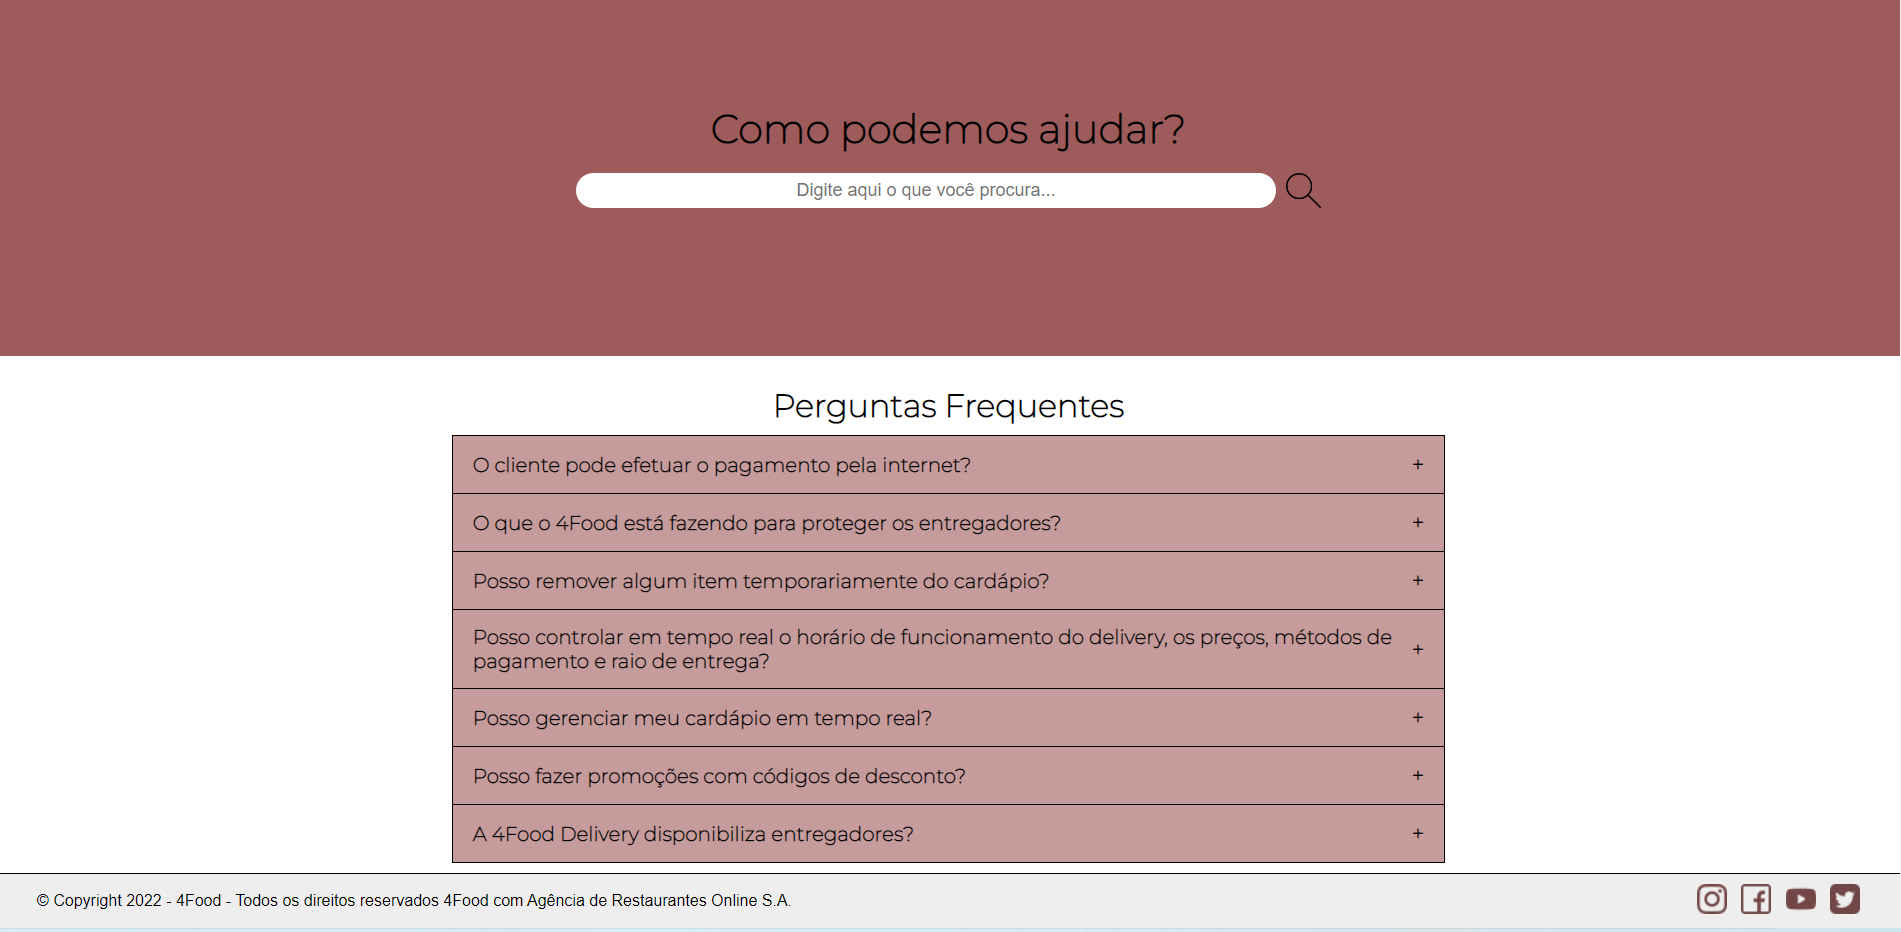 Como podemos ajudar?
Digite aqui o que você procura...
Perguntas Frequentes
O cliente pode efetuar o pagamento pela internet? +
O que o 4Food está fazendo para proteger os entregadores? +
Posso remover algum item temporariamente do cardápio? +
Posso controlar em tempo real o horário de funcionamento do delivery, os preços, métodos de
pagamento e raio de entrega? +
Posso gerenciar meu cardápio em tempo real? +
Posso fazer promoções com códigos de desconto? +
A 4Food Delivery disponibiliza entregadores? +
© Copyright 2022 - 4Food - Todos os direitos reservados 4Food com Agência de Restaurantes Online S.A.